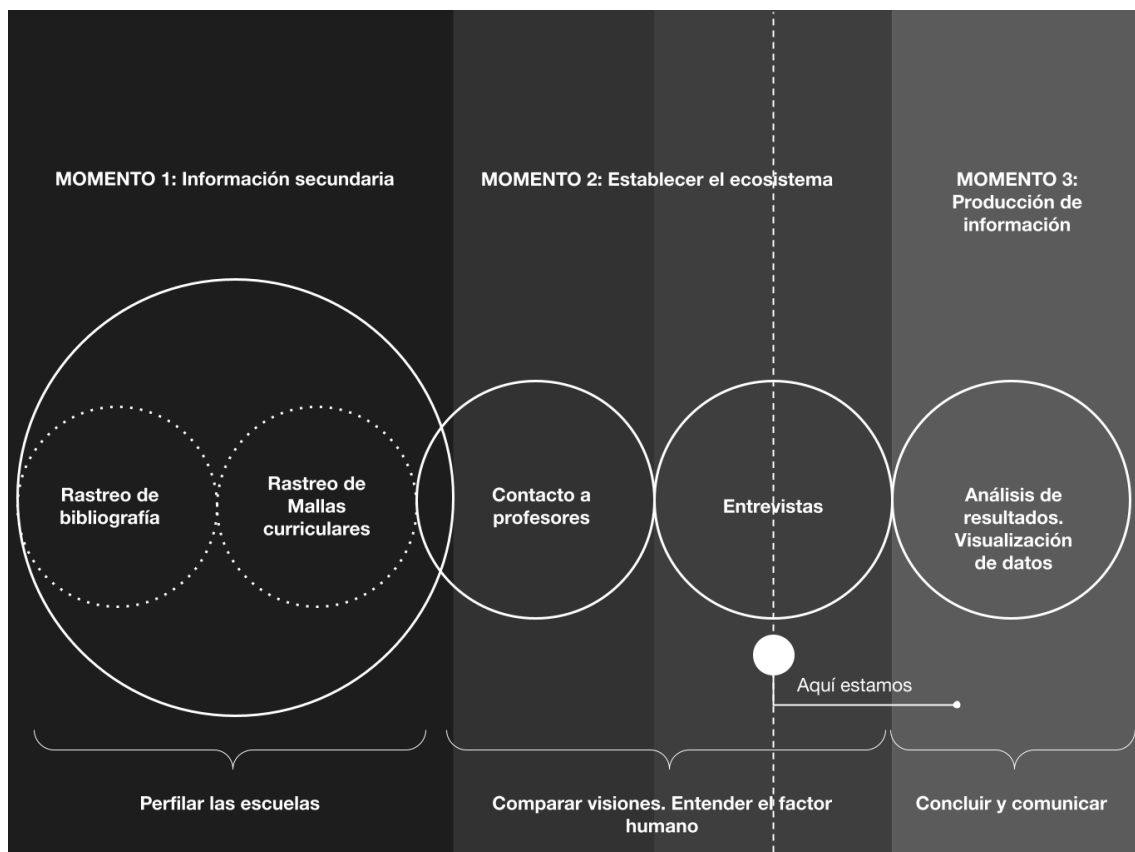 MOMENTO 1: Información secundaria
MOMENTO 2: Establecer el ecosistema
MOMENTO 3:
Producción de
información
Rastreo de
bibliografía
Rastreo de
Mallas
curriculares
Contacto a
profesores
Entrevistas
Análisis de
resultados.
Visualización
de datos
Aquí estamos
Perfilar las escuelas
Comparar visiones. Entender el factor
humano
Concluir y comunicar